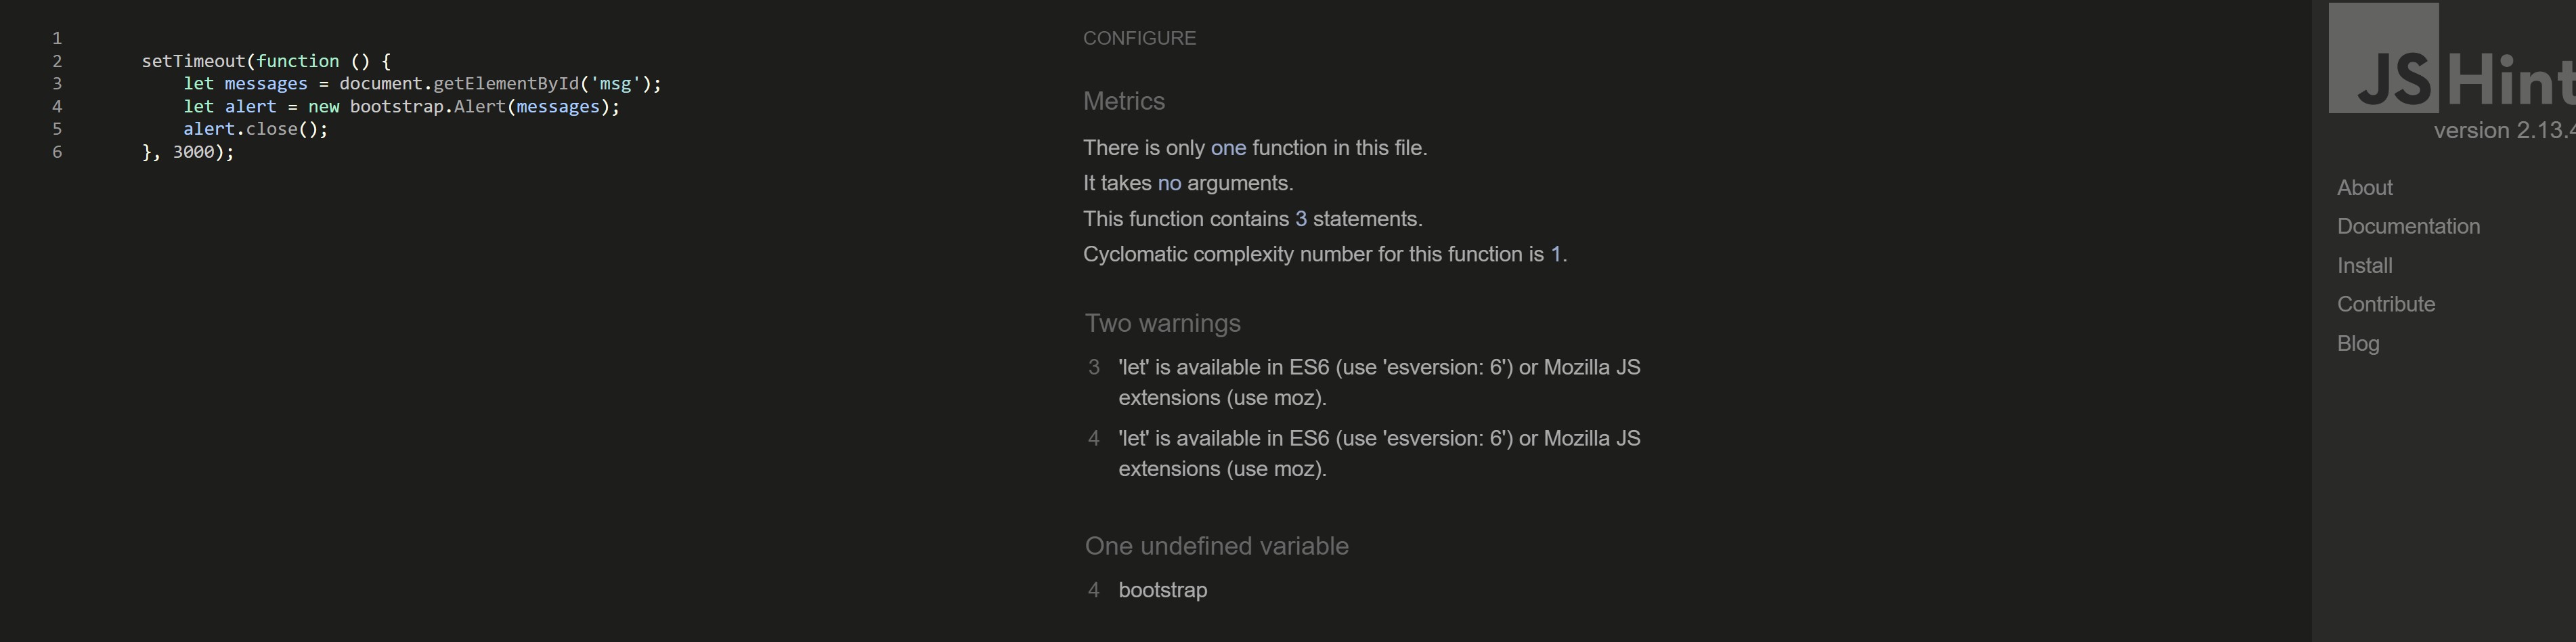 1
2 setTimeout(function () {
3 let messages = document.getElementById('msg');
4 let alert = new bootstrap.Alert(messages);
5 alert.close();
6 }, 3000);
CONFIGURE
Metrics
There is only one function in this file.
It takes no arguments.
This function contains 3 statements.
Cyclomatic complexity number for this function is 1.
Two warnings
3 'let' is available in ES6 (use 'esversion: 6') or Mozilla JS
extensions (use moz).
4 'let' is available in ES6 (use 'esversion: 6') or Mozilla JS
extensions (use moz).
One undefined variable
4 bootstrap
JSHint
version 2.13.4
About
Documentation
Install
Contribute
Blog